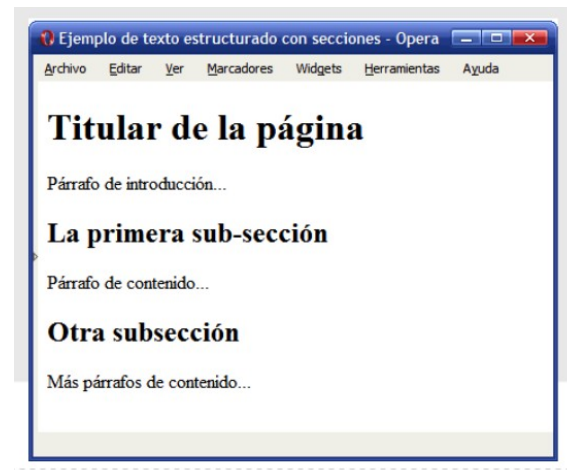 Ejemplo de texto estructurado con secciones - Opera
Archivo Editar Ver Marcadores Widgets Herramientas Ayuda
Titular de la página
Párrafo de introducción...
La primera sub-sección
Párrafo de contenido...
Otra subsección
Más párrafos de contenido...